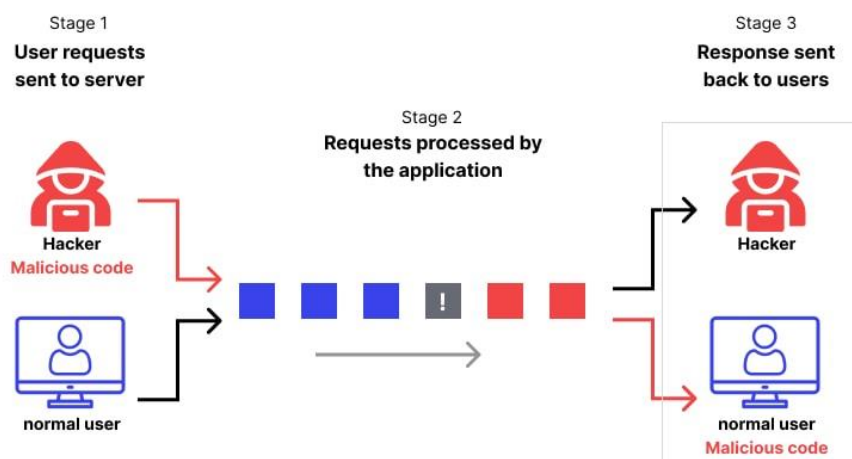 Stage 1
User requests
sent to server
Stage 2
Requests processed by
the application
Stage 3
Response sent
back to users
Hacker
Malicious code
normal user
!
Hacker
normal user
Malicious code